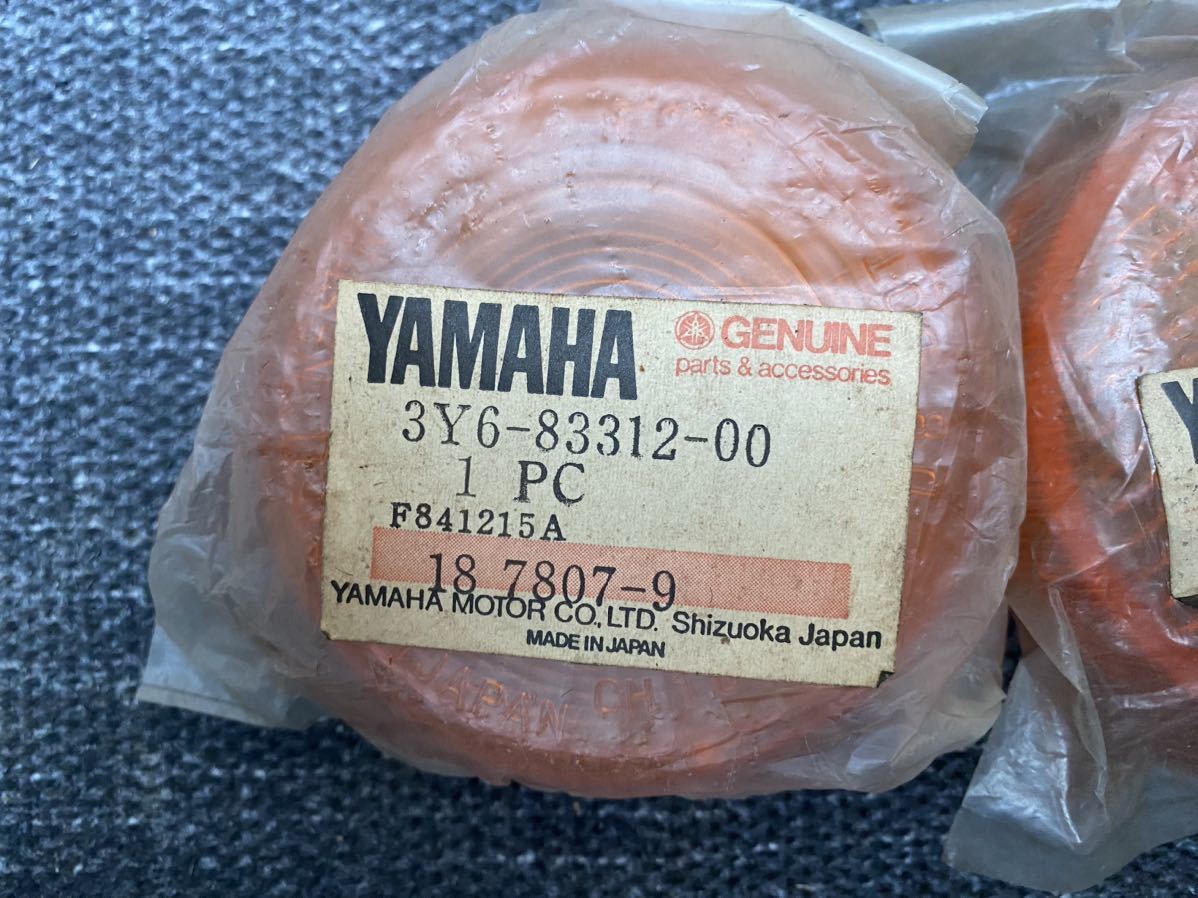 YAMAHA
GENUINE
parts & accessories
3Y6-83312-00
1 PC
F841215A
18 7807-9
YAMAHA MOTOR CO., LTD. Shizuoka Japan
MADE IN JAPAN
JAPAN